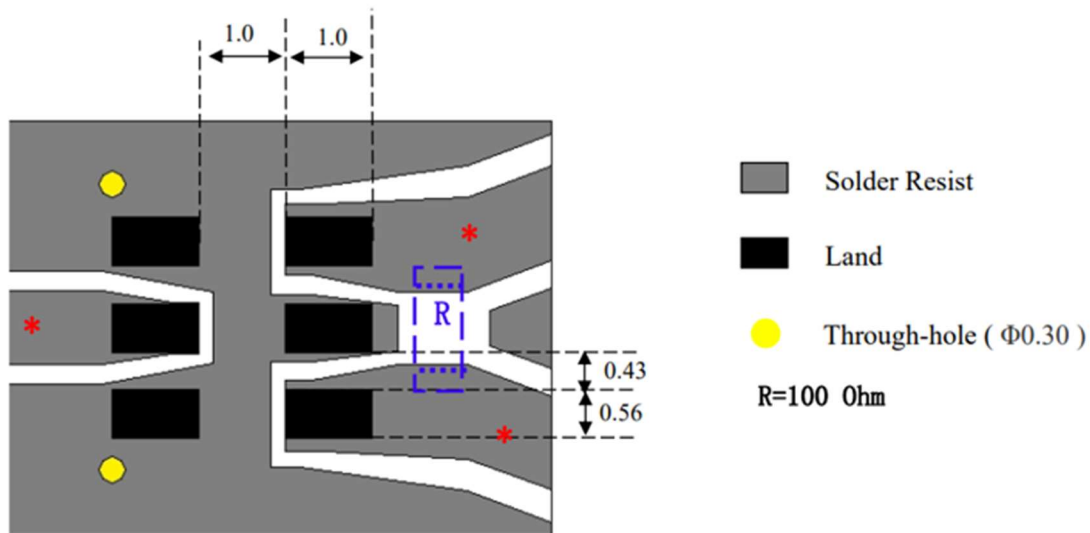 1.0 1.0
Solder Resist
* Land
* R Through-hole ( Φ0.30 )
0.43
R=100 Ohm
0.56
*